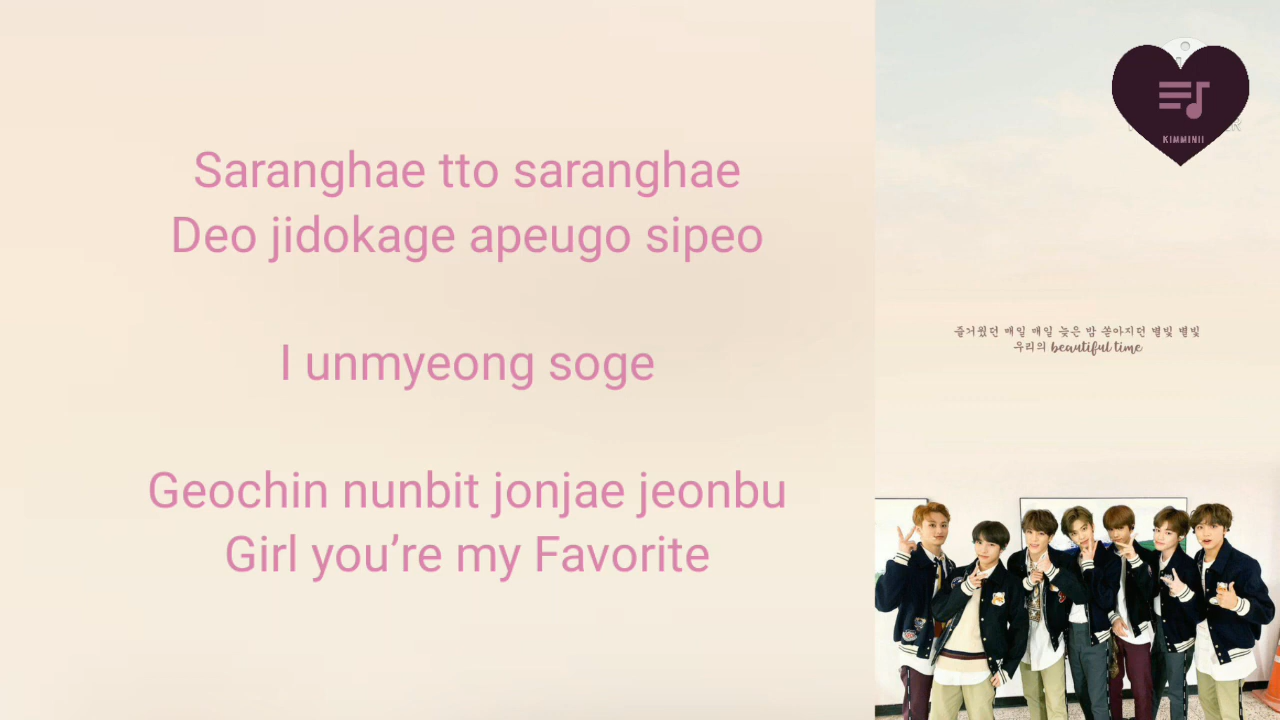 Saranghae tto saranghae
Deo jidokage apeugo sipeo
I unmyeong soge
Geochin nunbit jonjae jeonbu
Girl you’re my Favorite
KIMMINII
즐거웠던 매일 매일 늦은 밤 쏟아지던 별빛 별빛
우리의 beautiful time